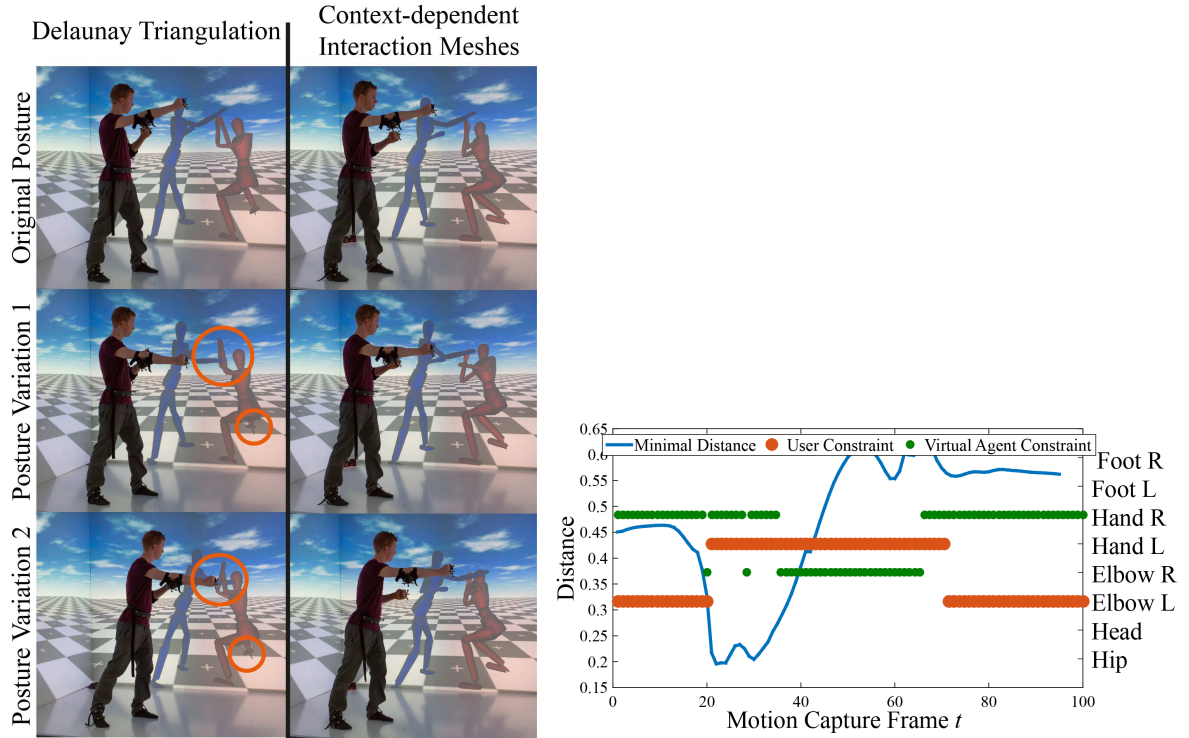 Delaunay Triangulation
Context-dependent
Interaction Meshes
Original Posture
Posture Variation 1
Posture Variation 2
0.65
0.6
0.55
0.5
0.45
0.4
0.35
0.3
0.25
0.2
0.15
Distance
Minimal Distance
User Constraint
Virtual Agent Constraint
Foot R
Foot L
Hand R
Hand L
Elbow R
Elbow L
Head
Hip
0 20 40 60 80 100
Motion Capture Frame t